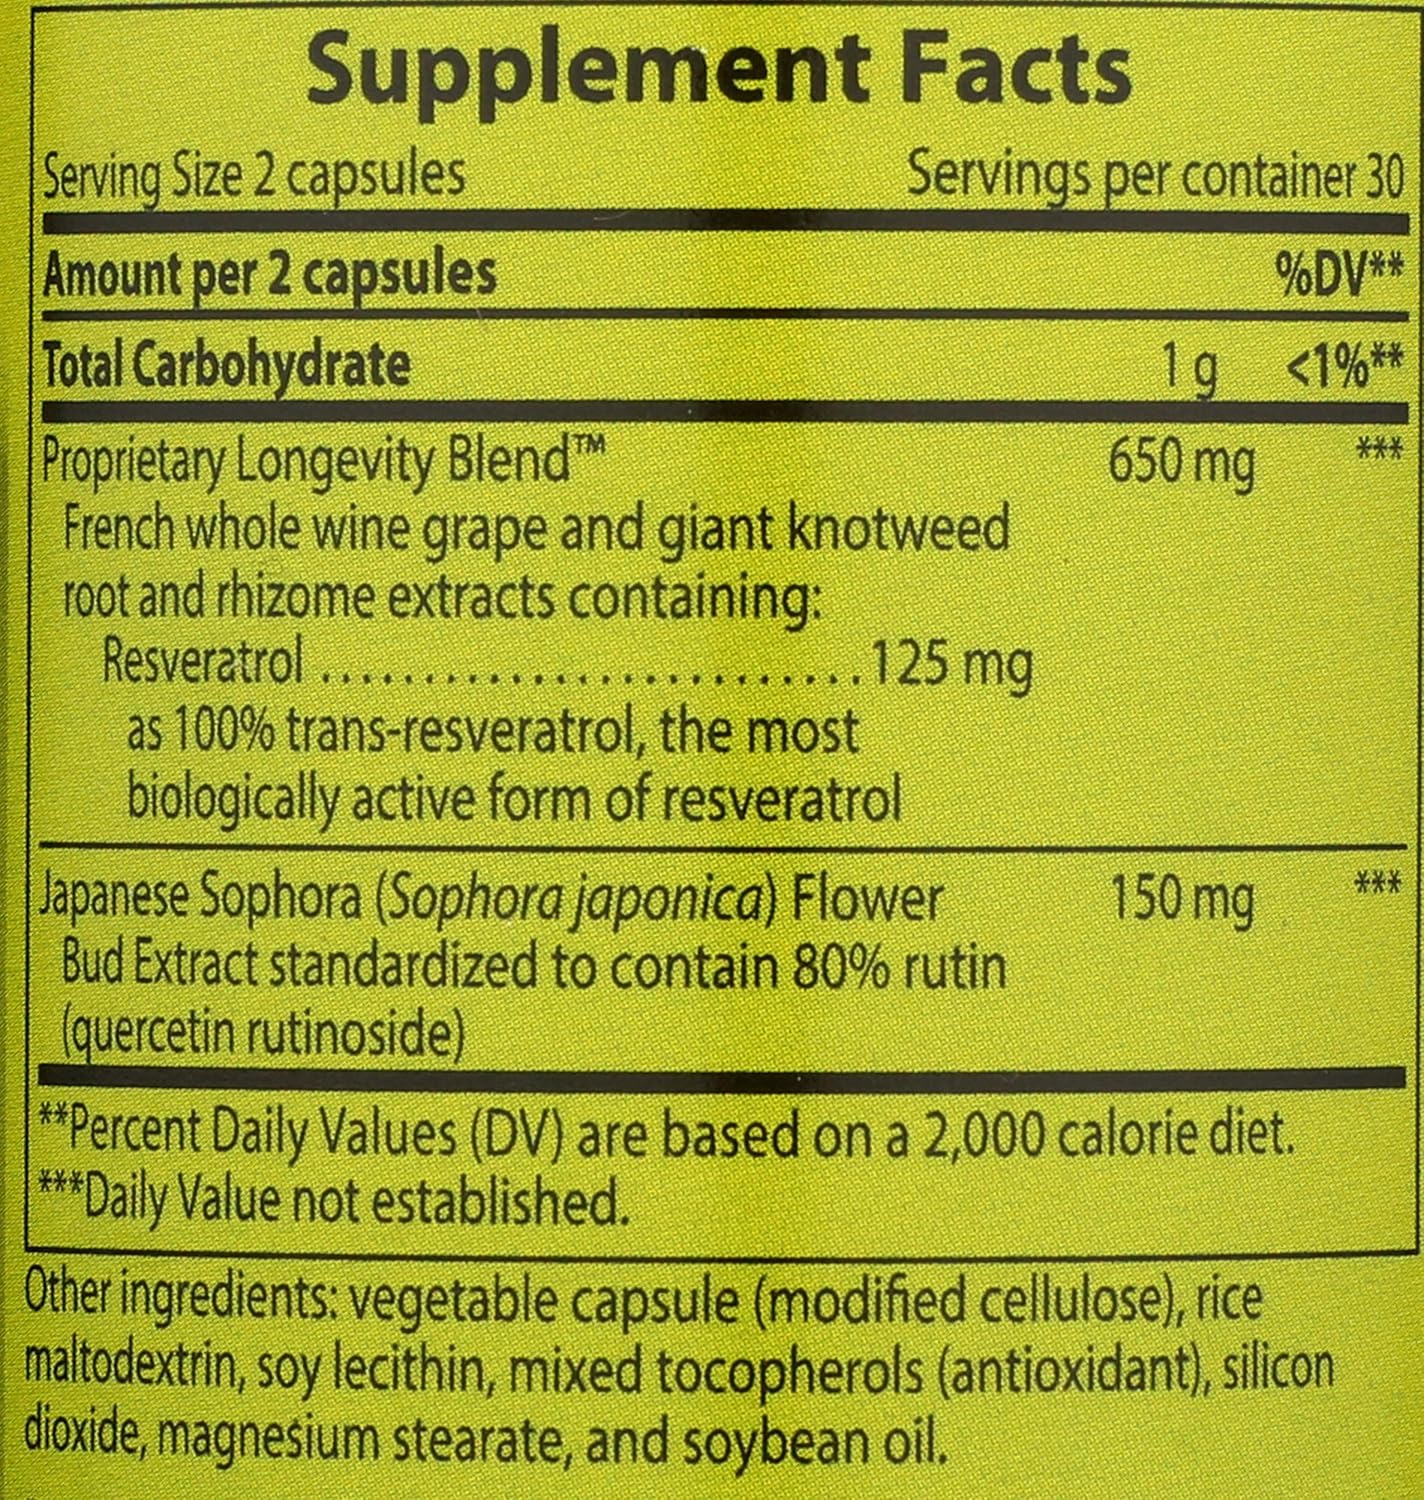 Supplement Facts
Serving Size 2 capsules Servings per container 30
Amount per 2 capsules %DV**
Total Carbohydrate 1 g <1%**
Proprietary Longevity Blend™ 650 mg ***
French whole wine grape and giant knotweed
root and rhizome extracts containing:
Resveratrol ........................... 125 mg
as 100% trans-resveratrol, the most
biologically active form of resveratrol
Japanese Sophora (Sophora japonica) Flower 150 mg ***
Bud Extract standardized to contain 80% rutin
(quercetin rutinoside)
**Percent Daily Values (DV) are based on a 2,000 calorie diet.
***Daily Value not established.
Other ingredients: vegetable capsule (modified cellulose), rice
maltodextrin, soy lecithin, mixed tocopherols (antioxidant), silicon
dioxide, magnesium stearate, and soybean oil.